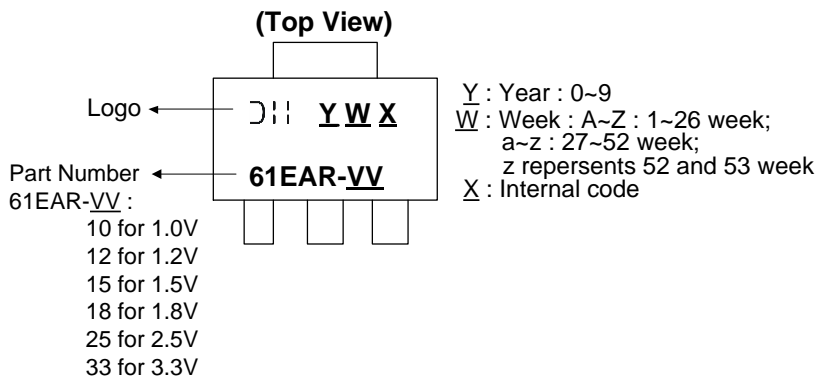 (Top View)
Logo
Y W X
Y : Year : 0~9
W : Week : A~Z : 1~26 week;
a~z : 27~52 week;
z repersents 52 and 53 week
X : Internal code
Part Number
61EAR-VV
61EAR-VV :
10 for 1.0V
12 for 1.2V
15 for 1.5V
18 for 1.8V
25 for 2.5V
33 for 3.3V